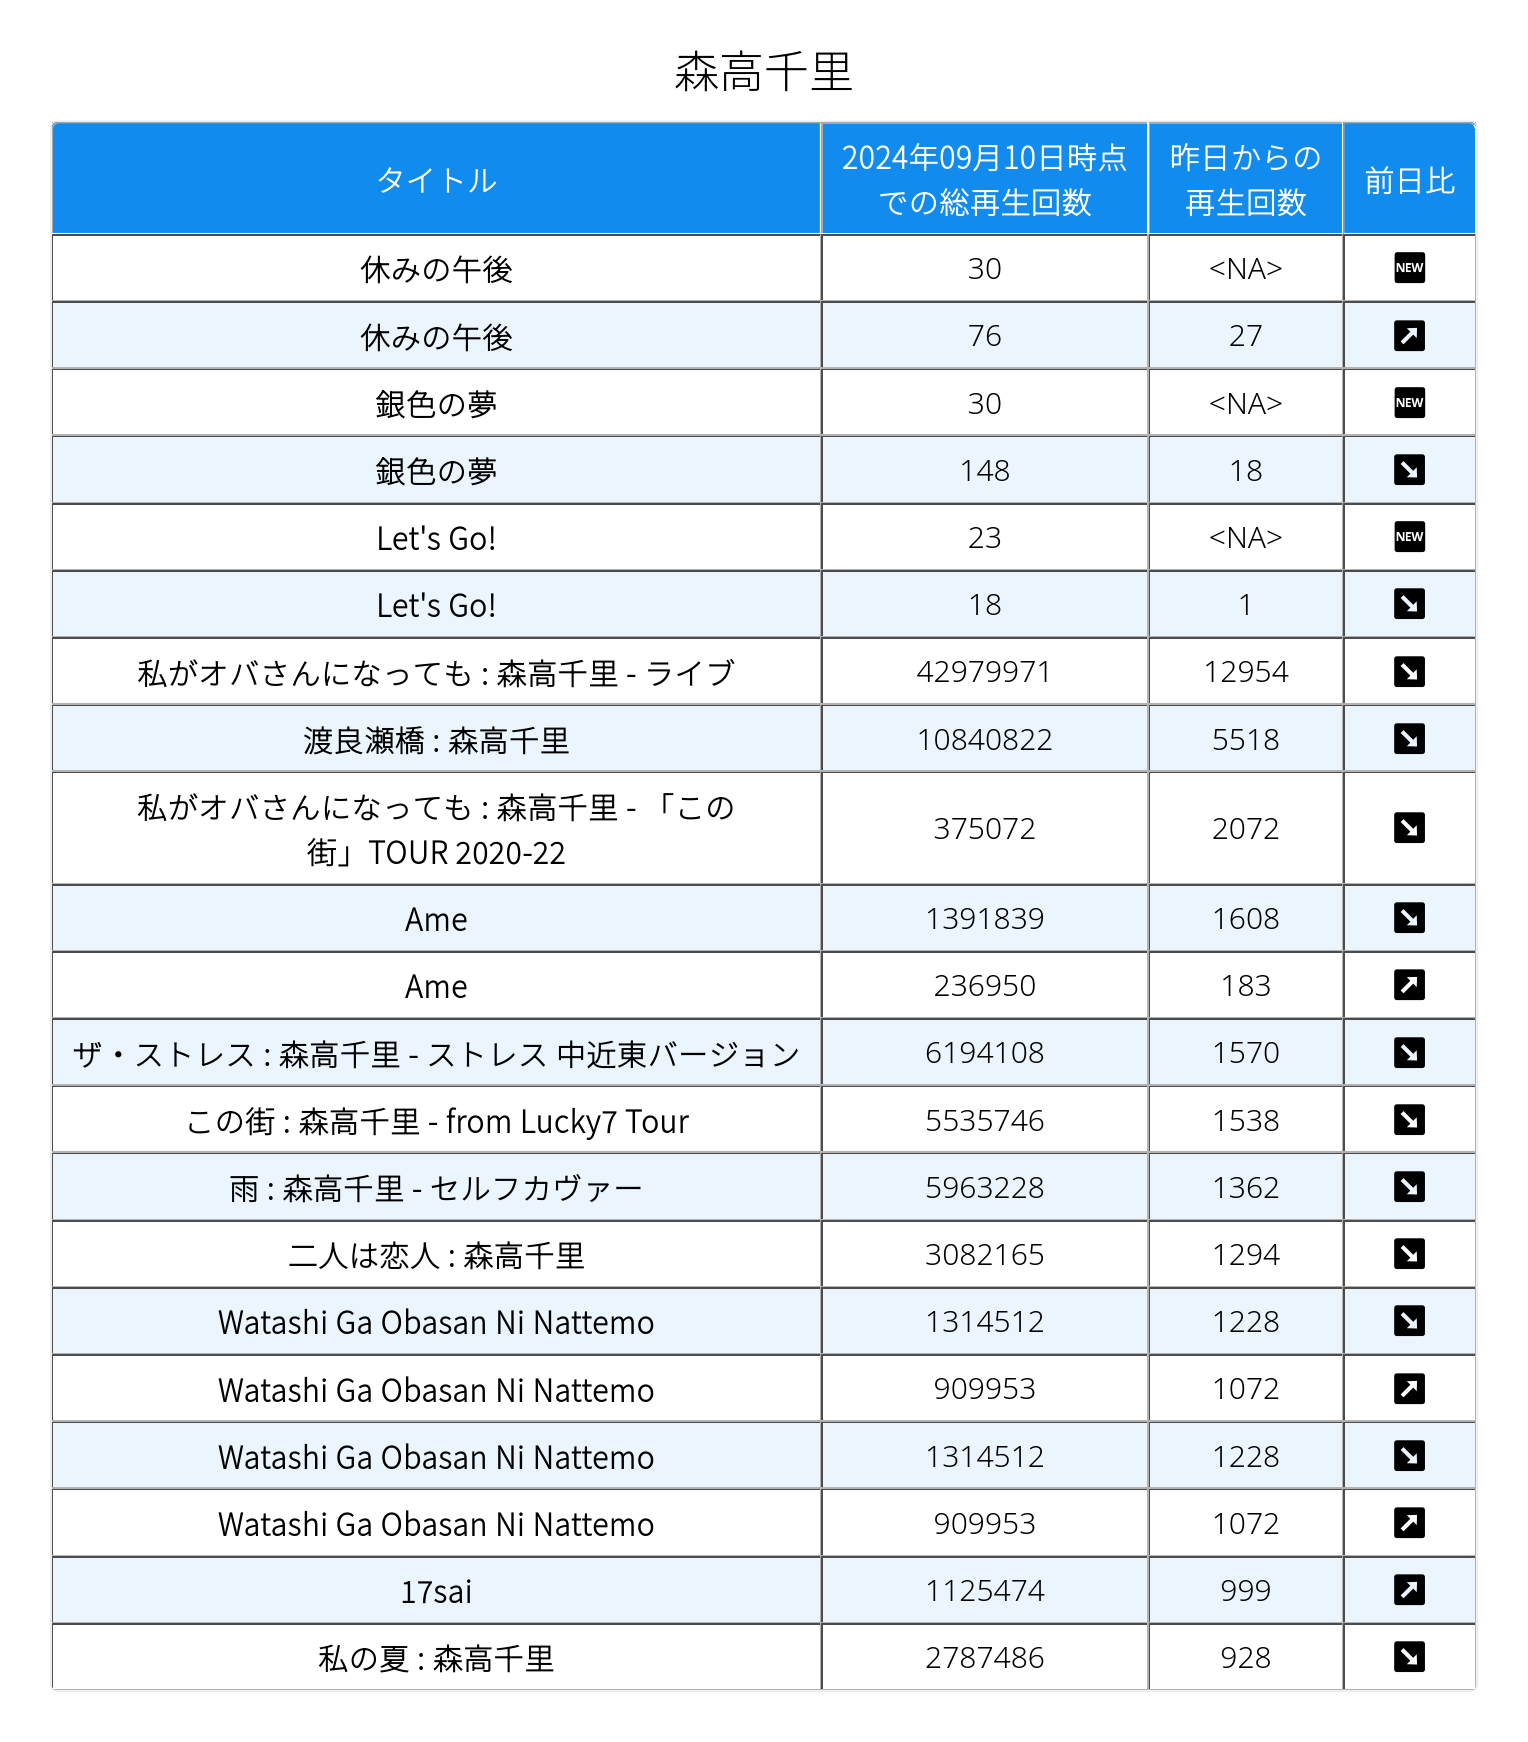 森高千里
タイトル
2024年09月10日時点
での総再生回数
昨日からの
再生回数
前日比
休みの午後 30 <NA> NEW
休みの午後 76 27
銀色の夢 30 <NA> NEW
銀色の夢 148 18
Let's Go! 23 <NA> NEW
Let's Go! 18 1
私がオバさんになっても : 森高千里 - ライブ 42979971 12954
渡良瀬橋 : 森高千里 10840822 5518
私がオバさんになっても : 森高千里 - 「この
街」TOUR 2020-22 375072 2072
Ame 1391839 1608
Ame 236950 183
ザ・ストレス : 森高千里 - ストレス 中近東バージョン 6194108 1570
この街 : 森高千里 - from Lucky7 Tour 5535746 1538
雨 : 森高千里 - セルフカヴァー 5963228 1362
二人は恋人 : 森高千里 3082165 1294
Watashi Ga Obasan Ni Nattemo 1314512 1228
Watashi Ga Obasan Ni Nattemo 909953 1072
Watashi Ga Obasan Ni Nattemo 1314512 1228
Watashi Ga Obasan Ni Nattemo 909953 1072
17sai 1125474 999
私の夏 : 森高千里 2787486 928